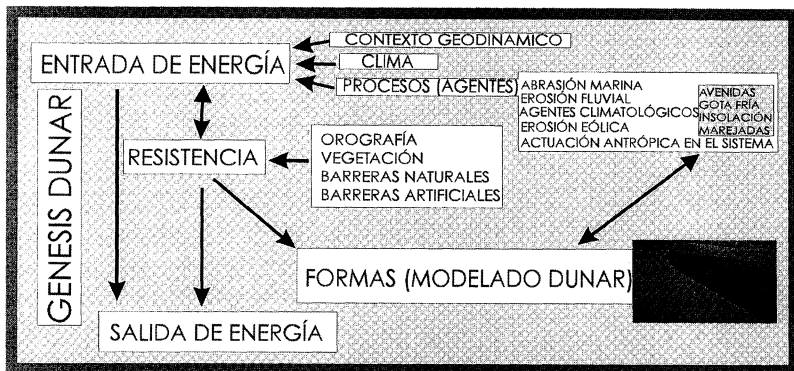 CONTEXTO GEODINAMICO
ENTRADA DE ENERGÍA
CLIMA
PROCESOS (AGENTES)
ABRASIÓN MARINA
EROSIÓN FLUVIAL
AGENTES CLIMATOLÓGICOS
EROSIÓN EÓLICA
ACTUACIÓN ANTRÓPICA EN EL SISTEMA
AVENIDAS
GOTA FRÍA
INSOLACIÓN
MAREJADAS
GENESIS DUNAR
RESISTENCIA
OROGRAFÍA
VEGETACIÓN
BARRERAS NATURALES
BARRERAS ARTIFICIALES
FORMAS (MODELADO DUNAR)
SALIDA DE ENERGÍA